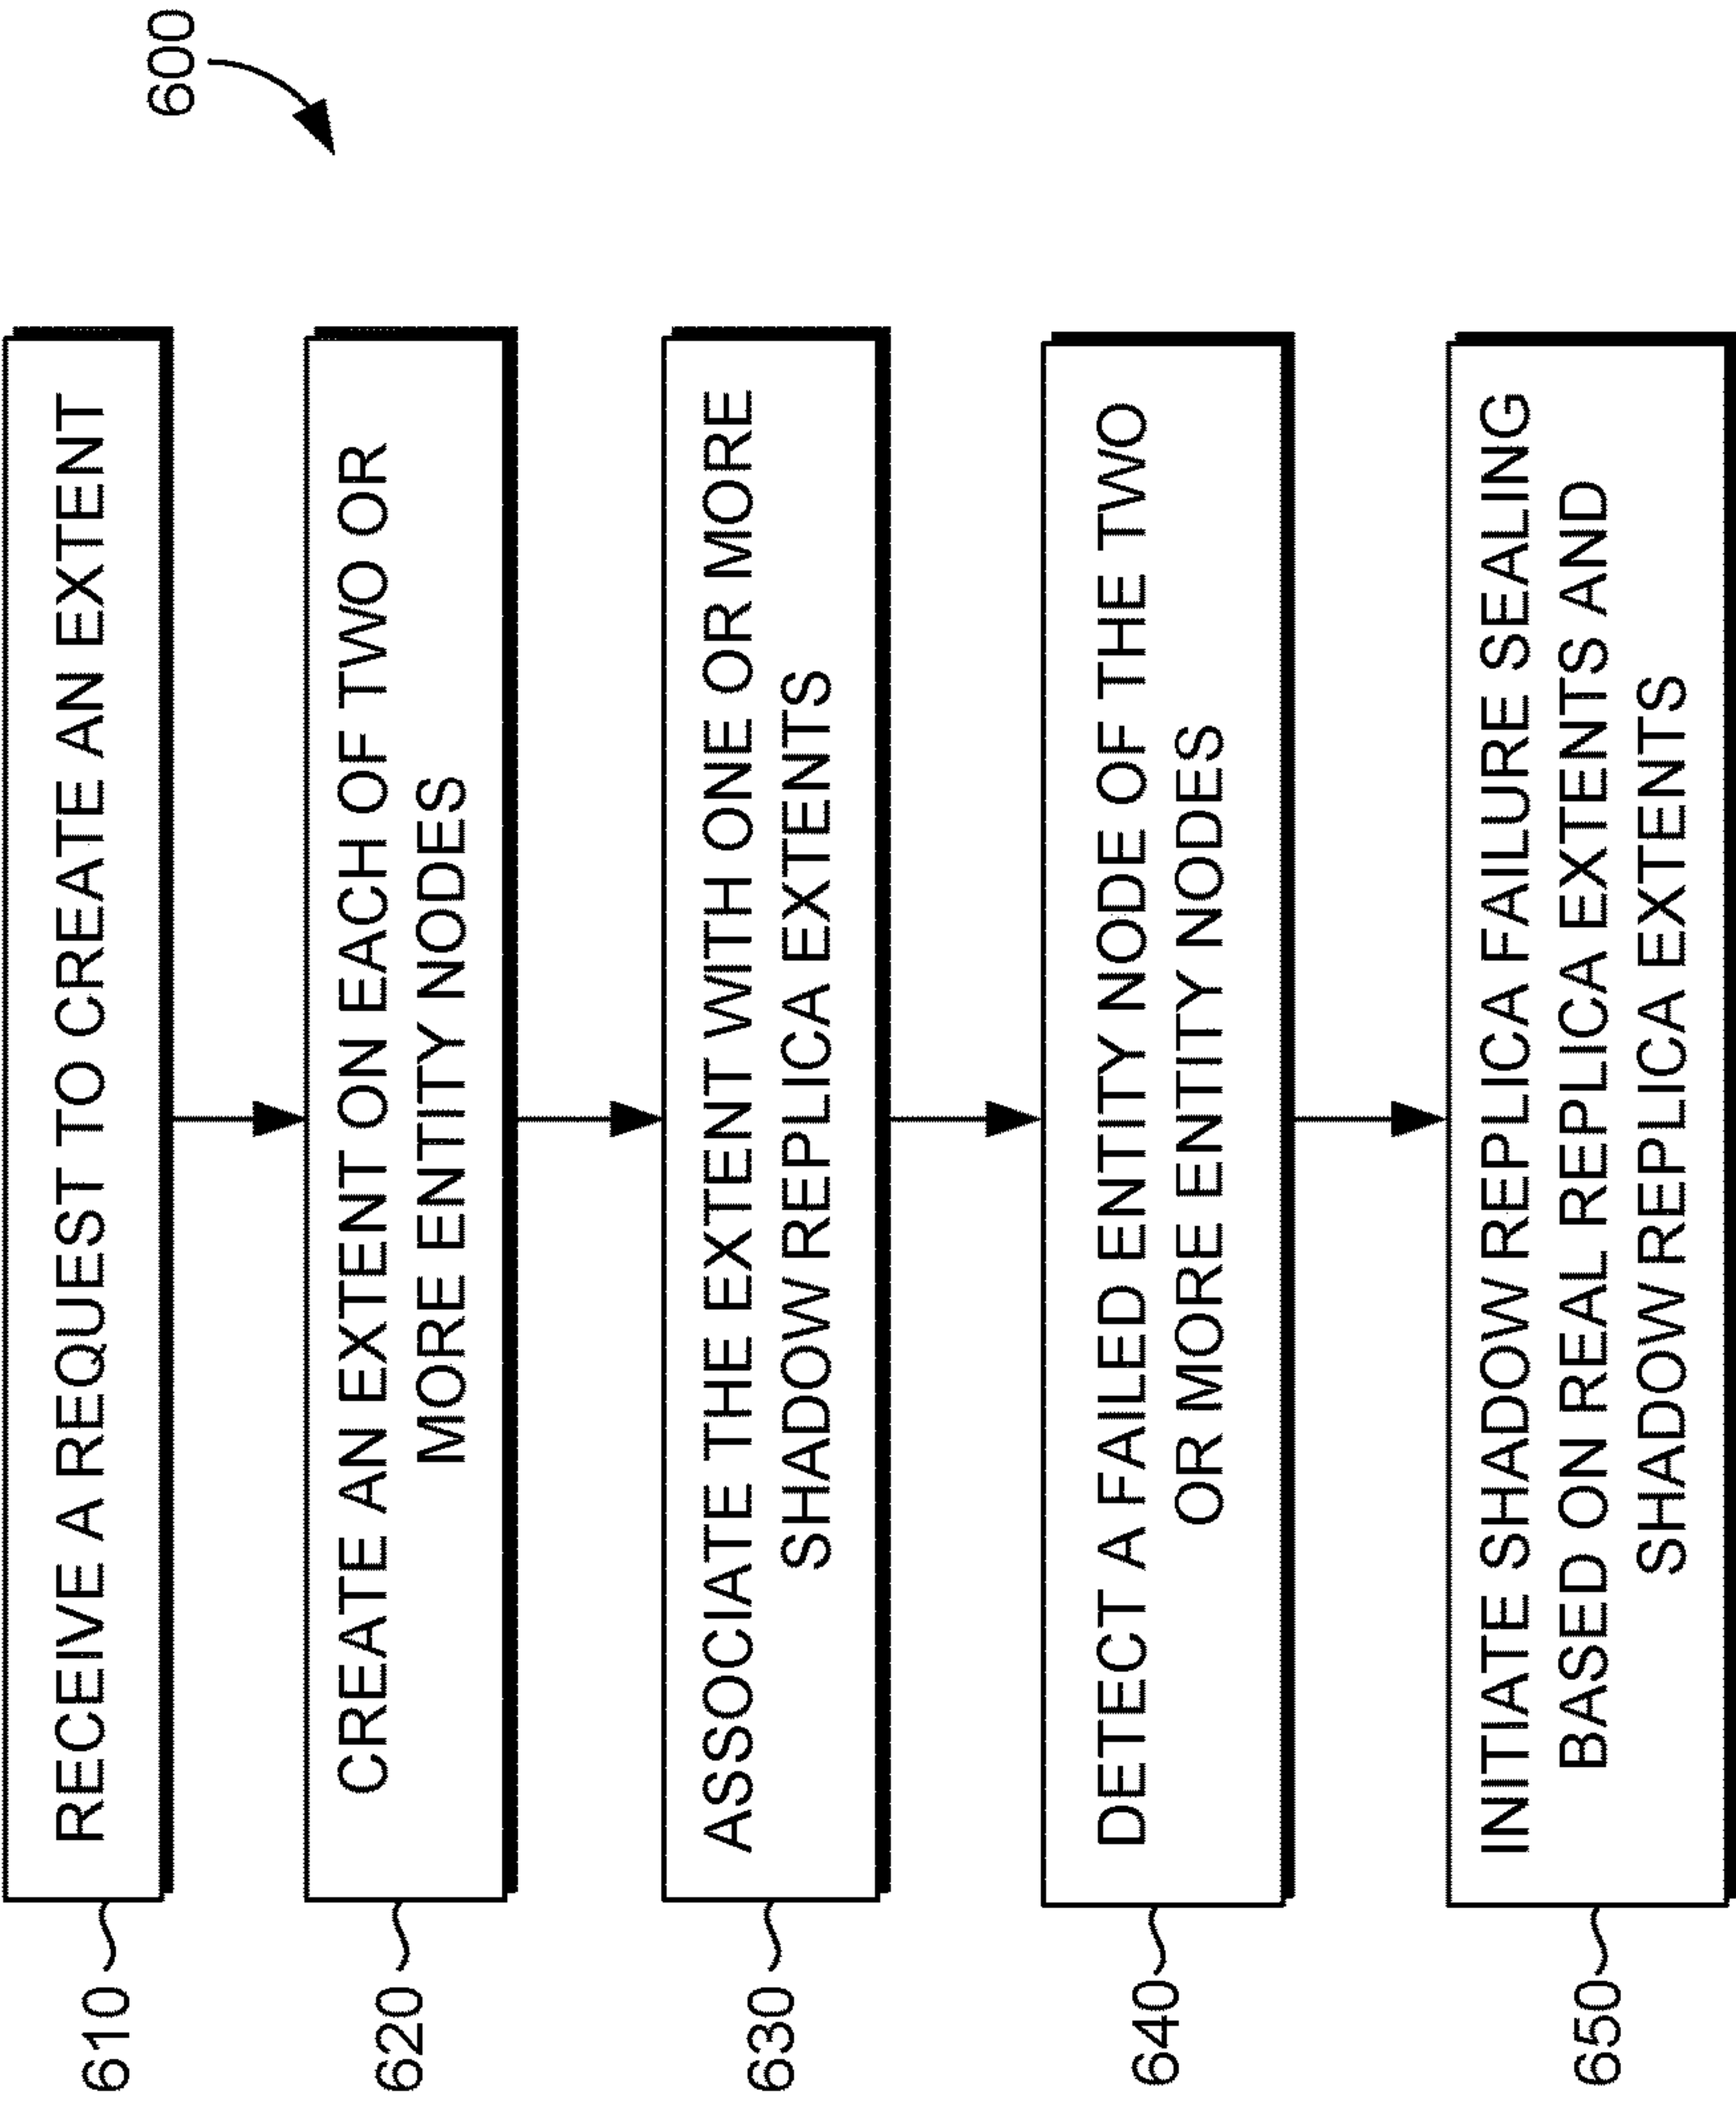 600
610
RECEIVE A REQUEST TO CREATE AN EXTENT
620
CREATE AN EXTENT ON EACH OF TWO OR
MORE ENTITY NODES
630
ASSOCIATE THE EXTENT WITH ONE OR MORE
SHADOW REPLICA EXTENTS
640
DETECT A FAILED ENTITY NODE OF THE TWO
OR MORE ENTITY NODES
650
INITIATE SHADOW REPLICA FAILURE SEALING
BASED ON REAL REPLICA EXTENTS AND
SHADOW REPLICA EXTENTS